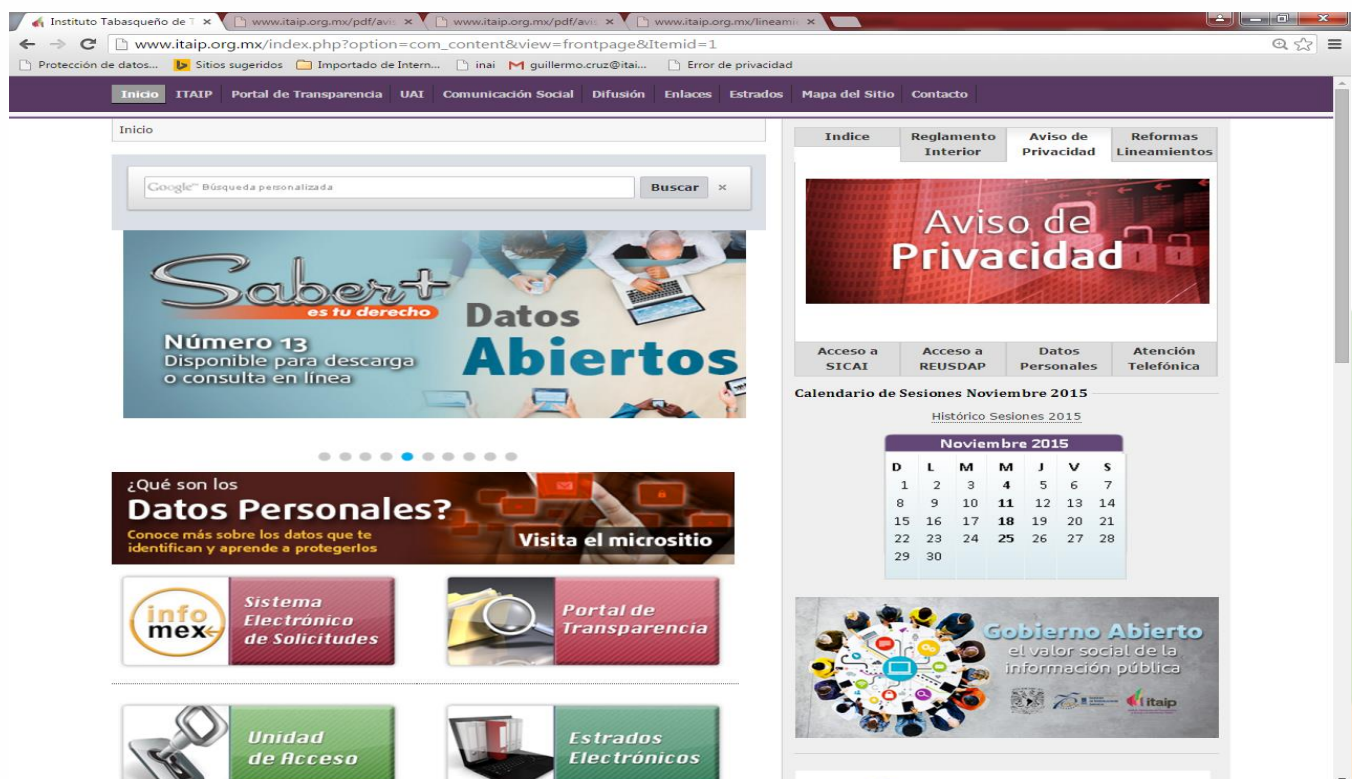 Instituto Tabasqueño de T
www.itaip.org.mx/pdf/avis
www.itaip.org.mx/pdf/avis
www.itaip.org.mx/lineami
www.itaip.org.mx/index.php?option=com_content&view=frontpage&Itemid=1
Protección de datos... Sitios sugeridos Importado de Intern... inai guillermo.cruz@itai... Error de privacidad
Inicio ITAIP Portal de Transparencia UAI Comunicación Social Difusión Enlaces Estrados Mapa del Sitio Contacto
Inicio
Google™ Búsqueda personalizada
Buscar ×
Saber+
es tu derecho
Número 13
Disponible para descarga
o consulta en línea
Datos
Abiertos
¿Qué son los
Datos Personales?
Conoce más sobre los datos que te
identifican y aprende a protegerlos
Visita el micrositio
info
mex
Sistema
Electrónico
de Solicitudes
Portal de
Transparencia
Unidad
de Acceso
Estrados
Electrónicos
Indice
Reglamento
Interior
Aviso de
Privacidad
Reformas
Lineamientos
Aviso de
Privacidad
Acceso a
SICAI
Acceso a
REUSDAP
Datos
Personales
Atención
Telefónica
Calendario de Sesiones Noviembre 2015
Histórico Sesiones 2015
Noviembre 2015
D L M M J V S
1 2 3 4 5 6 7
8 9 10 11 12 13 14
15 16 17 18 19 20 21
22 23 24 25 26 27 28
29 30
Gobierno Abierto
el valor social de la
información pública
itaip